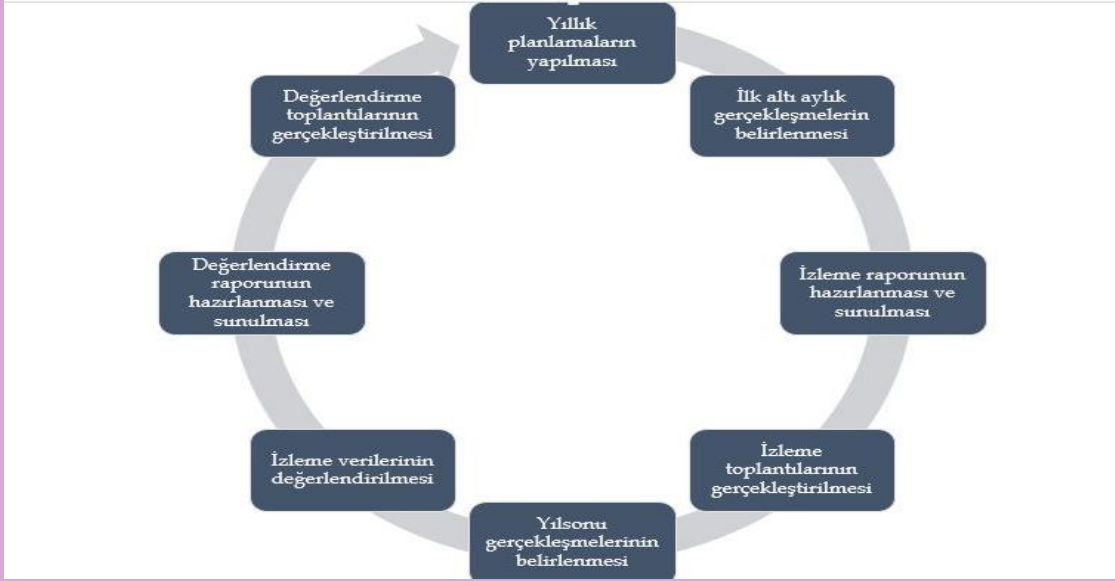 Yıllık
planlamaların
yapılması
İlk altı aylık
gerçekleşmelerin
belirlenmesi
İzleme raporunun
hazırlanması ve
sunulması
İzleme
toplantılarının
gerçekleştirilmesi
Yılsonu
gerçekleşmelerinin
belirlenmesi
İzleme verilerinin
değerlendirilmesi
Değerlendirme
raporunun
hazırlanması ve
sunulması
Değerlendirme
toplantılarının
gerçekleştirilmesi